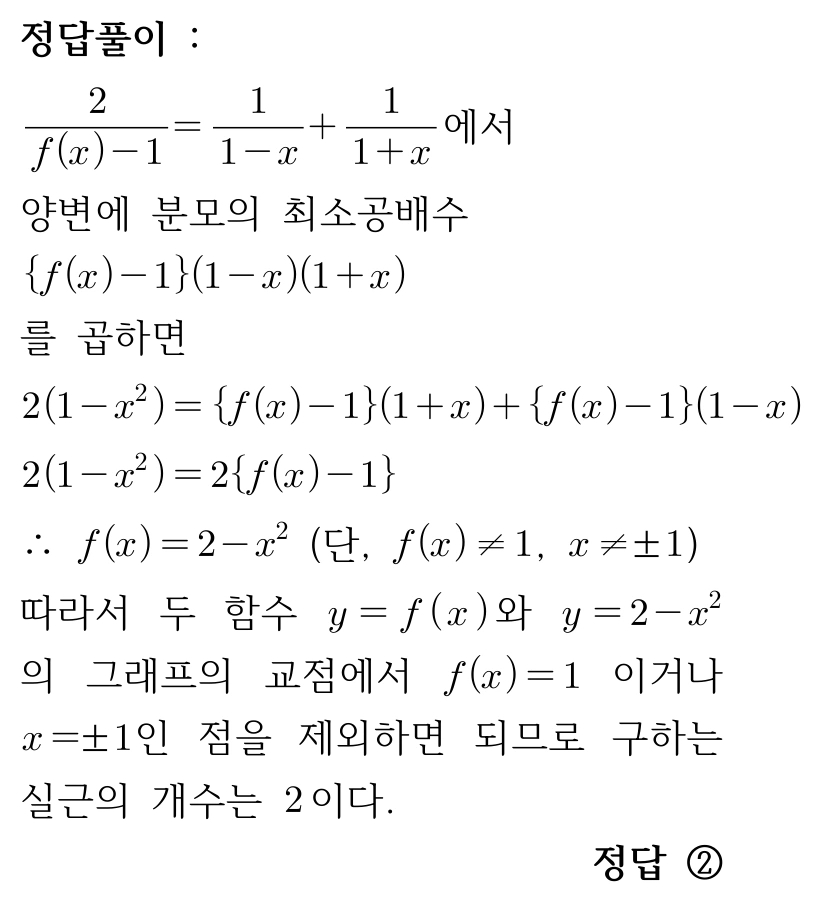 정답풀이 :
\frac{2}{f(x)-1}=\frac{1}{1-x}+\frac{1}{1+x}에서
양변에 분모의 최소공배수
{f(x)-1}(1-x)(1+x)
를 곱하면
2(1-x²)={f(x)-1}(1+x)+{f(x)-1}(1-x)
2(1-x²)=2{f(x)-1}
∴ f(x)=2-x² (단, f(x)≠1, x≠±1)
따라서 두 함수 y=f(x)와 y=2-x²
의 그래프의 교점에서 f(x)=1 이거나
x=±1인 점을 제외하면 되므로 구하는
실근의 개수는 2이다.
정답 ②